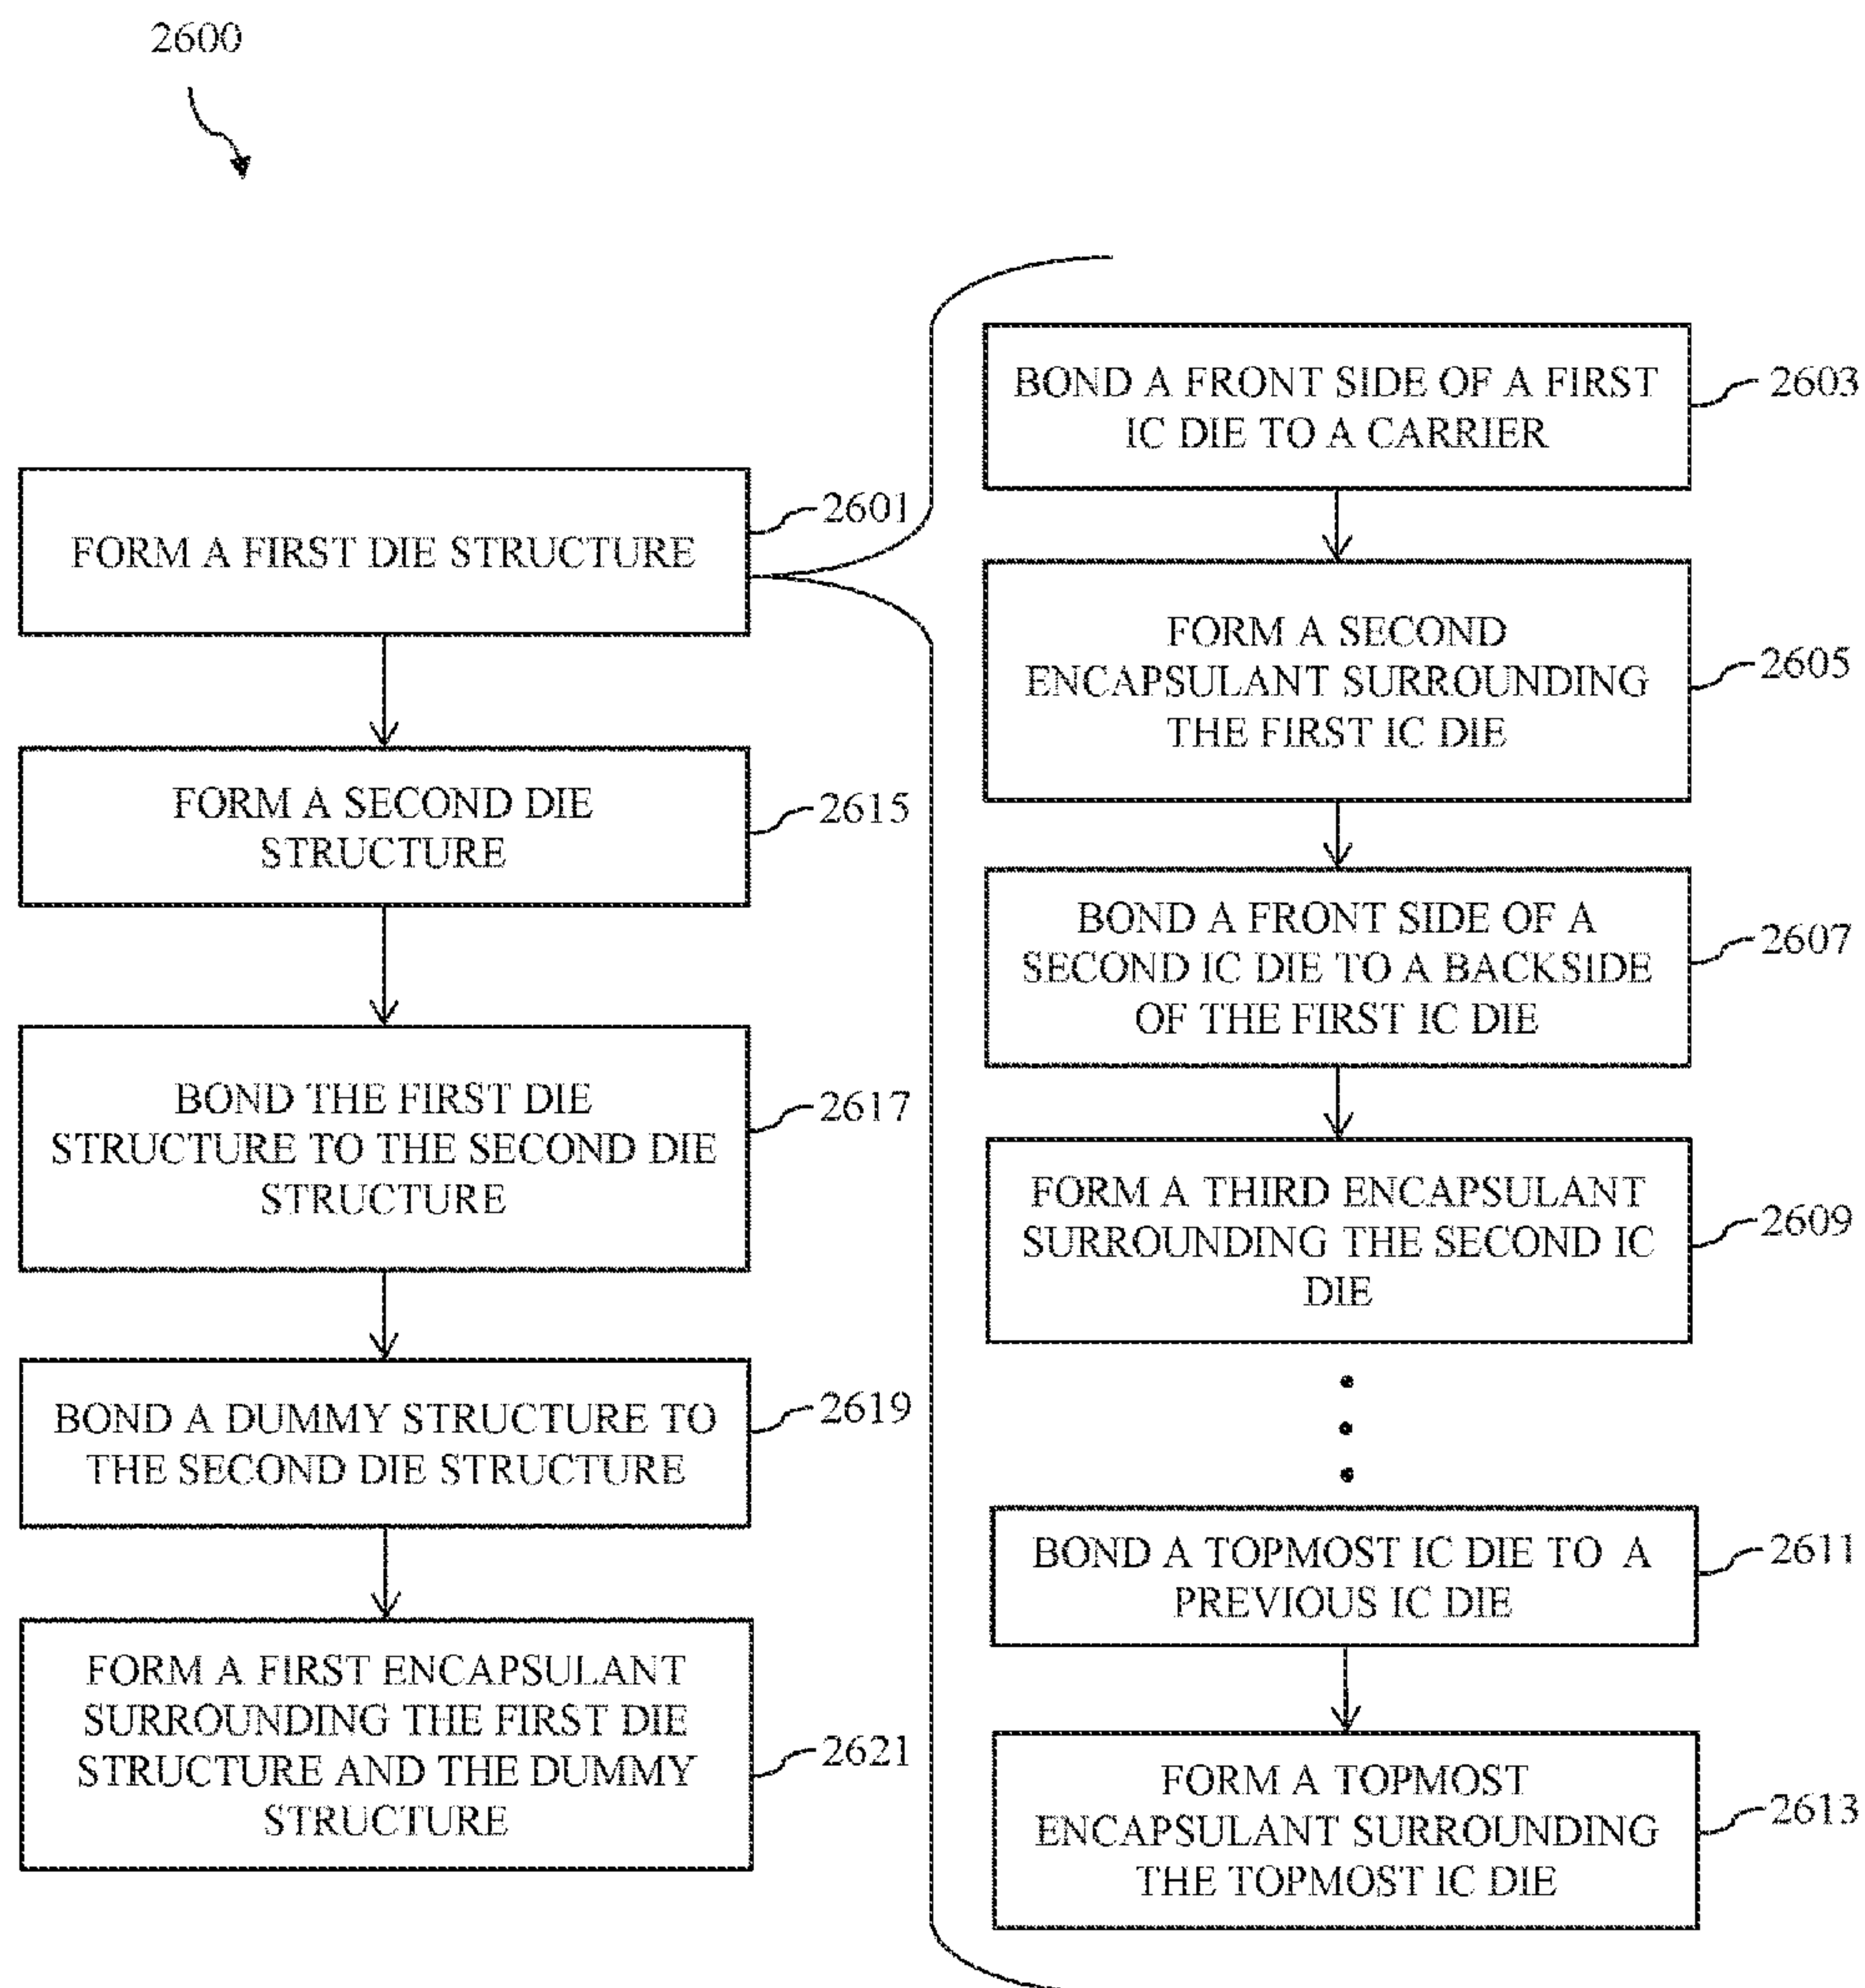 2600
FORM A FIRST DIE STRUCTURE
2601
FORM A SECOND DIE
STRUCTURE
2615
BOND THE FIRST DIE
STRUCTURE TO THE SECOND DIE
STRUCTURE
2617
BOND A DUMMY STRUCTURE TO
THE SECOND DIE STRUCTURE
2619
FORM A FIRST ENCAPSULANT
SURROUNDING THE FIRST DIE
STRUCTURE AND THE DUMMY
STRUCTURE
2621
BOND A FRONT SIDE OF A FIRST
IC DIE TO A CARRIER
2603
FORM A SECOND
ENCAPSULANT SURROUNDING
THE FIRST IC DIE
2605
BOND A FRONT SIDE OF A
SECOND IC DIE TO A BACKSIDE
OF THE FIRST IC DIE
2607
FORM A THIRD ENCAPSULANT
SURROUNDING THE SECOND IC
DIE
2609
BOND A TOPMOST IC DIE TO A
PREVIOUS IC DIE
2611
FORM A TOPMOST
ENCAPSULANT SURROUNDING
THE TOPMOST IC DIE
2613